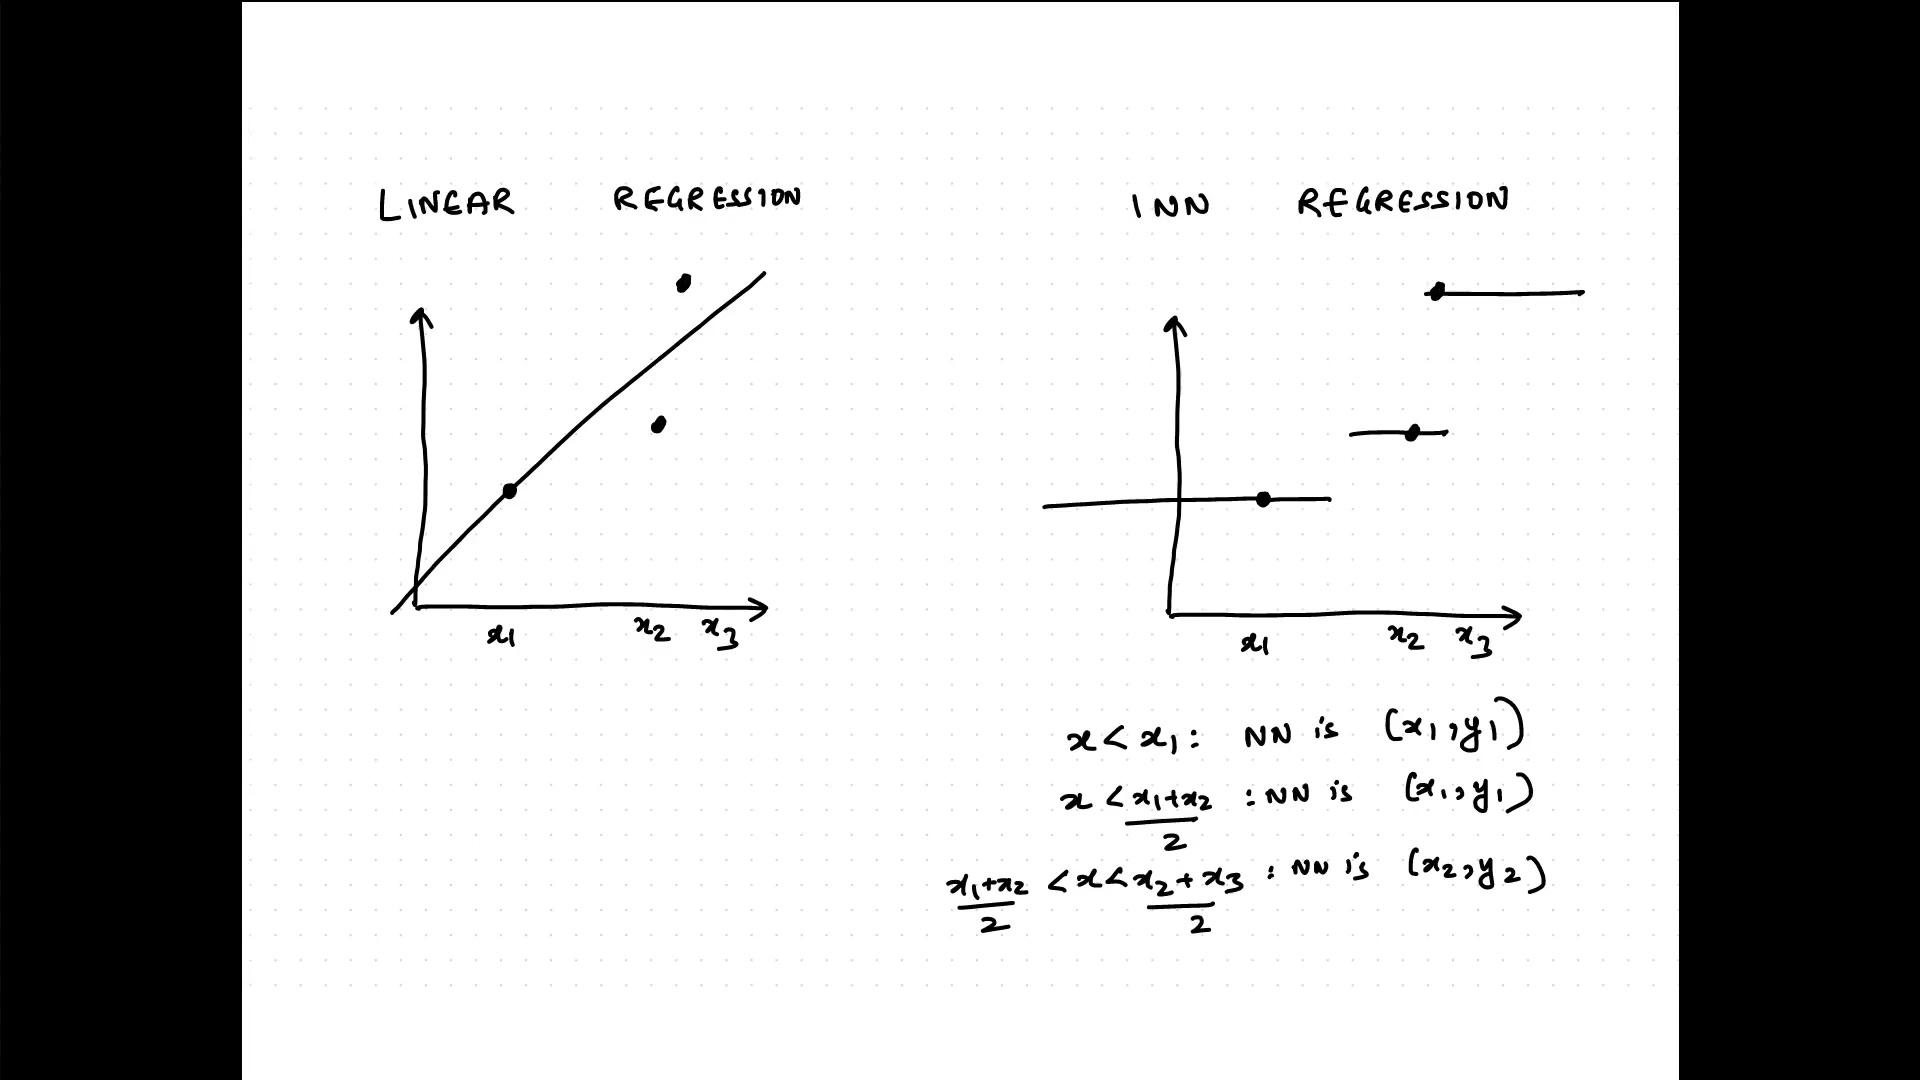 LINEAR REGRESSION
x1 x2 x3
1NN REGRESSION
x1 x2 x3
x < x1 : NN is (x1, y1)
x < (x1+x2)/2 : NN is (x1, y1)
(x1+x2)/2 < x < (x2+x3)/2 : NN is (x2, y2)